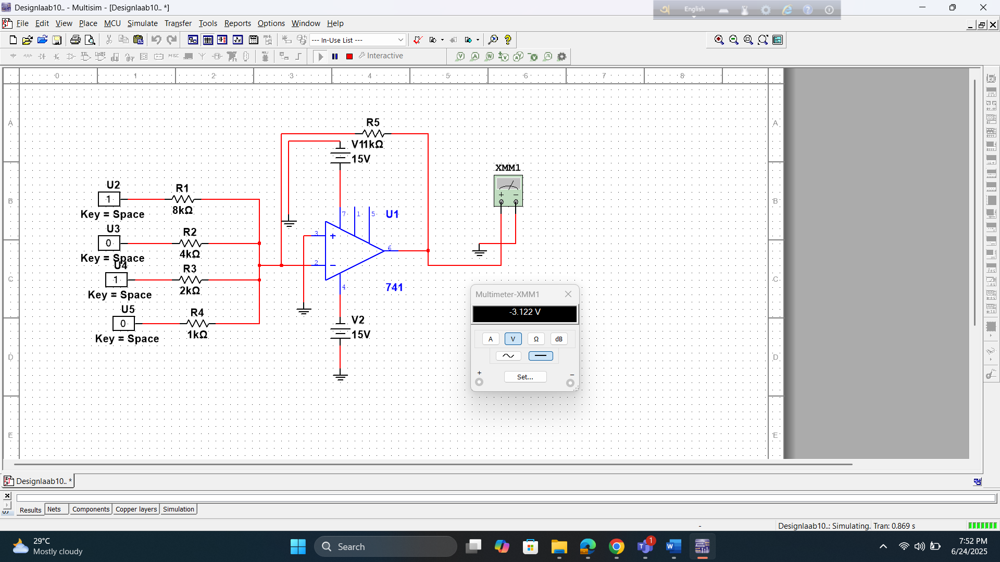 Designlaab10.. - Multisim - [Designlaab10.. *]
English
File Edit View Place MCU Simulate Transfer Tools Reports Options Window Help
--- In-Use List ---
MISC
Interactive
0 1 2 3 4 5 6 7 8
A A
R5
V11kΩ
15V
XMM1
U2
R1
B B
1
8kΩ
Key = Space
7 1 5 U1
U3
R2
3
0
4kΩ
6
Key = Space
2
U4
R3
C C
1
2kΩ
4
741
Key = Space
Multimeter-XMM1
-3.122 V
U5
R4
0
1kΩ
Key = Space
V2
15V
A V Ω dB
D D
+ −
Set...
E E
Designlaab10.. *
Results Nets Components Copper layers Simulation
- Designlaab10..: Simulating. Tran: 0.869 s
29°C
Mostly cloudy
Search
1
7:52 PM
6/24/2025